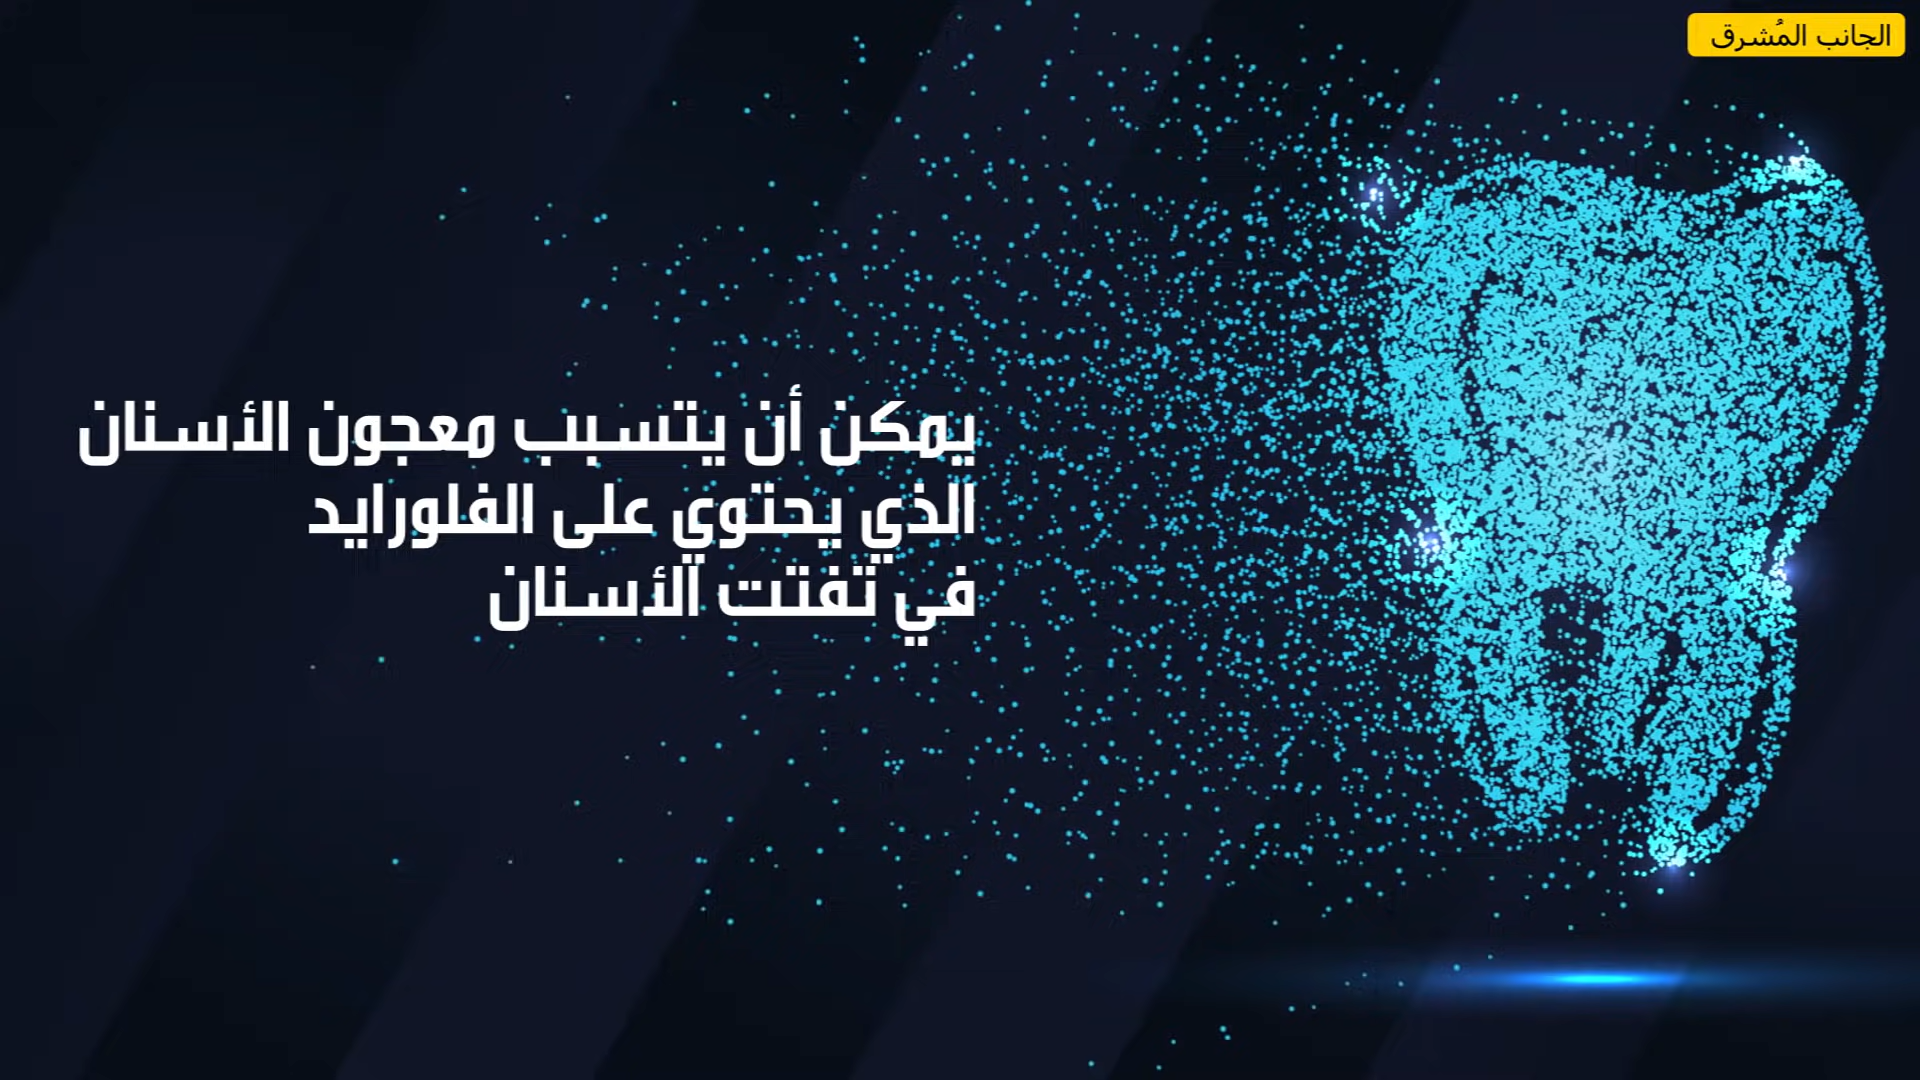 الجانب المُشرق
يمكن أن يتسبب معجون الأسنان
الذي يحتوي على الفلورايد
في تفتت الأسنان